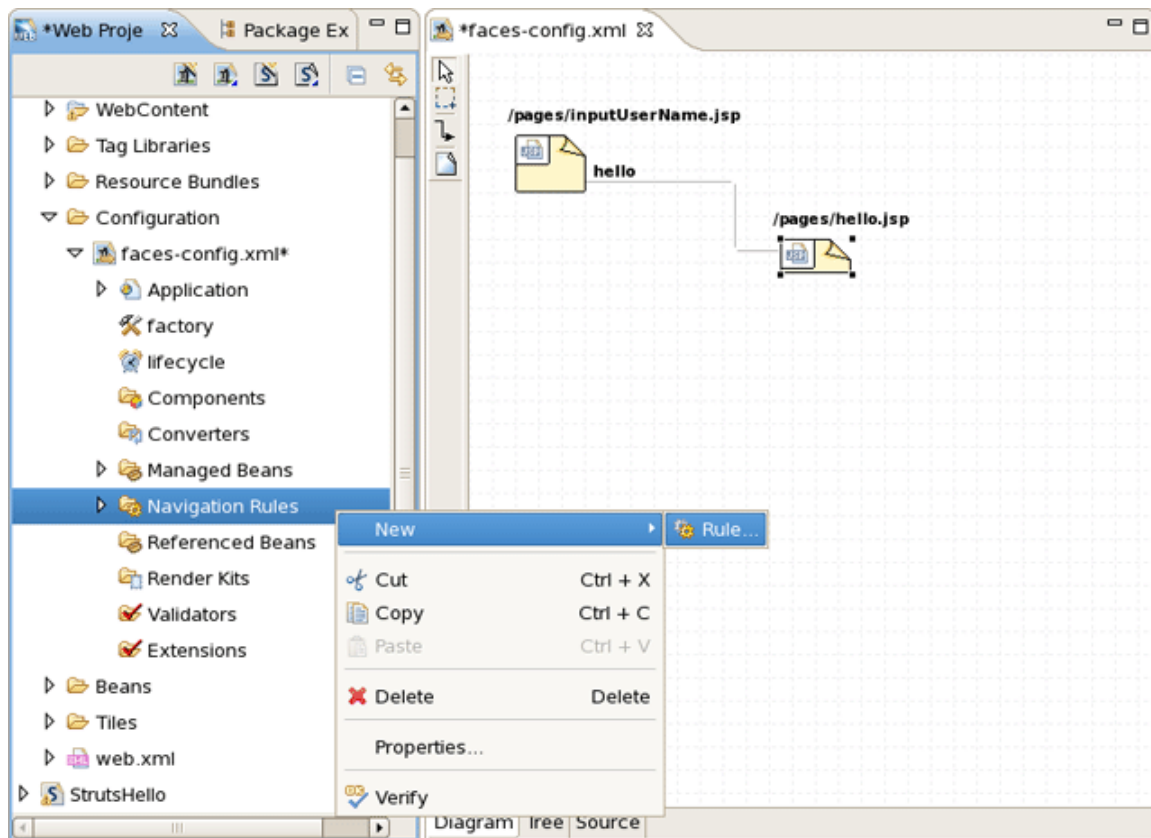 *Web Proje
Package Ex
WebContent
Tag Libraries
Resource Bundles
Configuration
faces-config.xml*
Application
factory
lifecycle
Components
Converters
Managed Beans
Navigation Rules
Referenced Beans
Render Kits
Validators
Extensions
Beans
Tiles
web.xml
StrutsHello
*faces-config.xml
/pages/inputUserName.jsp
hello
/pages/hello.jsp
New
Rule...
Cut Ctrl + X
Copy Ctrl + C
Paste Ctrl + V
Delete Delete
Properties...
Verify
Diagram Tree Source